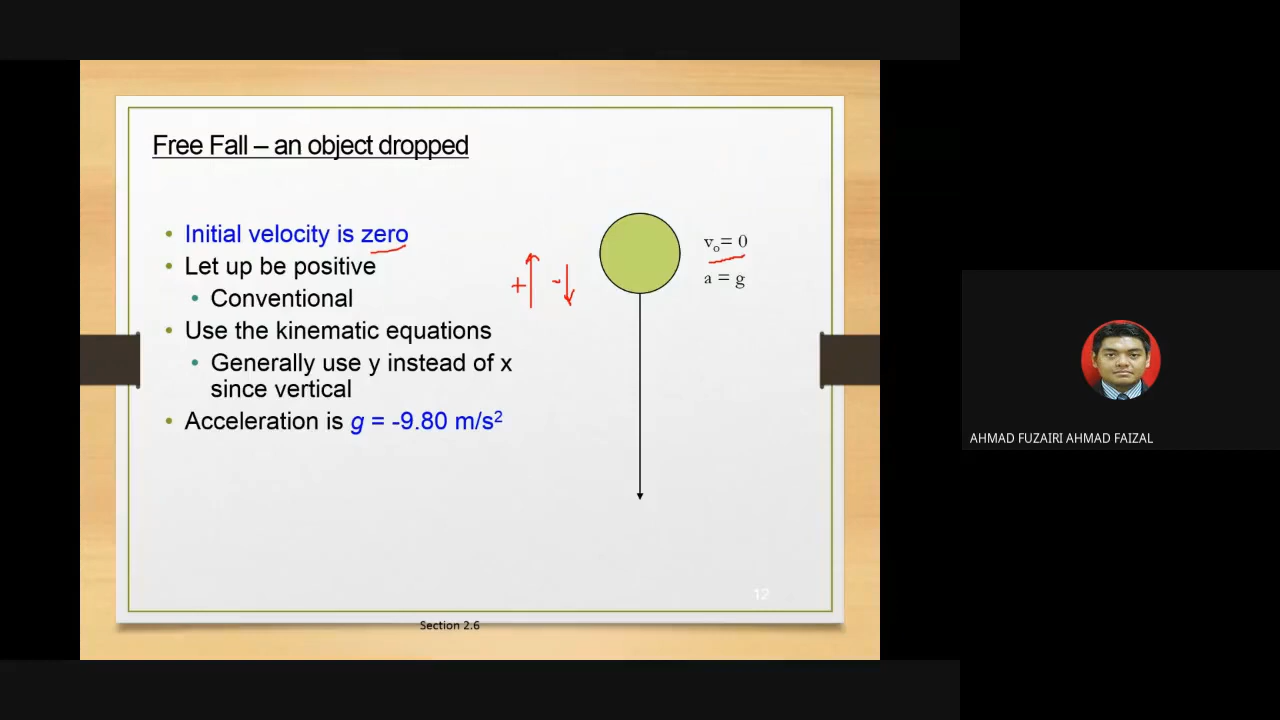 Free Fall – an object dropped
• Initial velocity is zero
• Let up be positive
• Conventional
• Use the kinematic equations
• Generally use y instead of x
since vertical
• Acceleration is g = -9.80 m/s²
+ -
vₒ= 0
a = g
12
Section 2.6
AHMAD FUZAIRI AHMAD FAIZAL